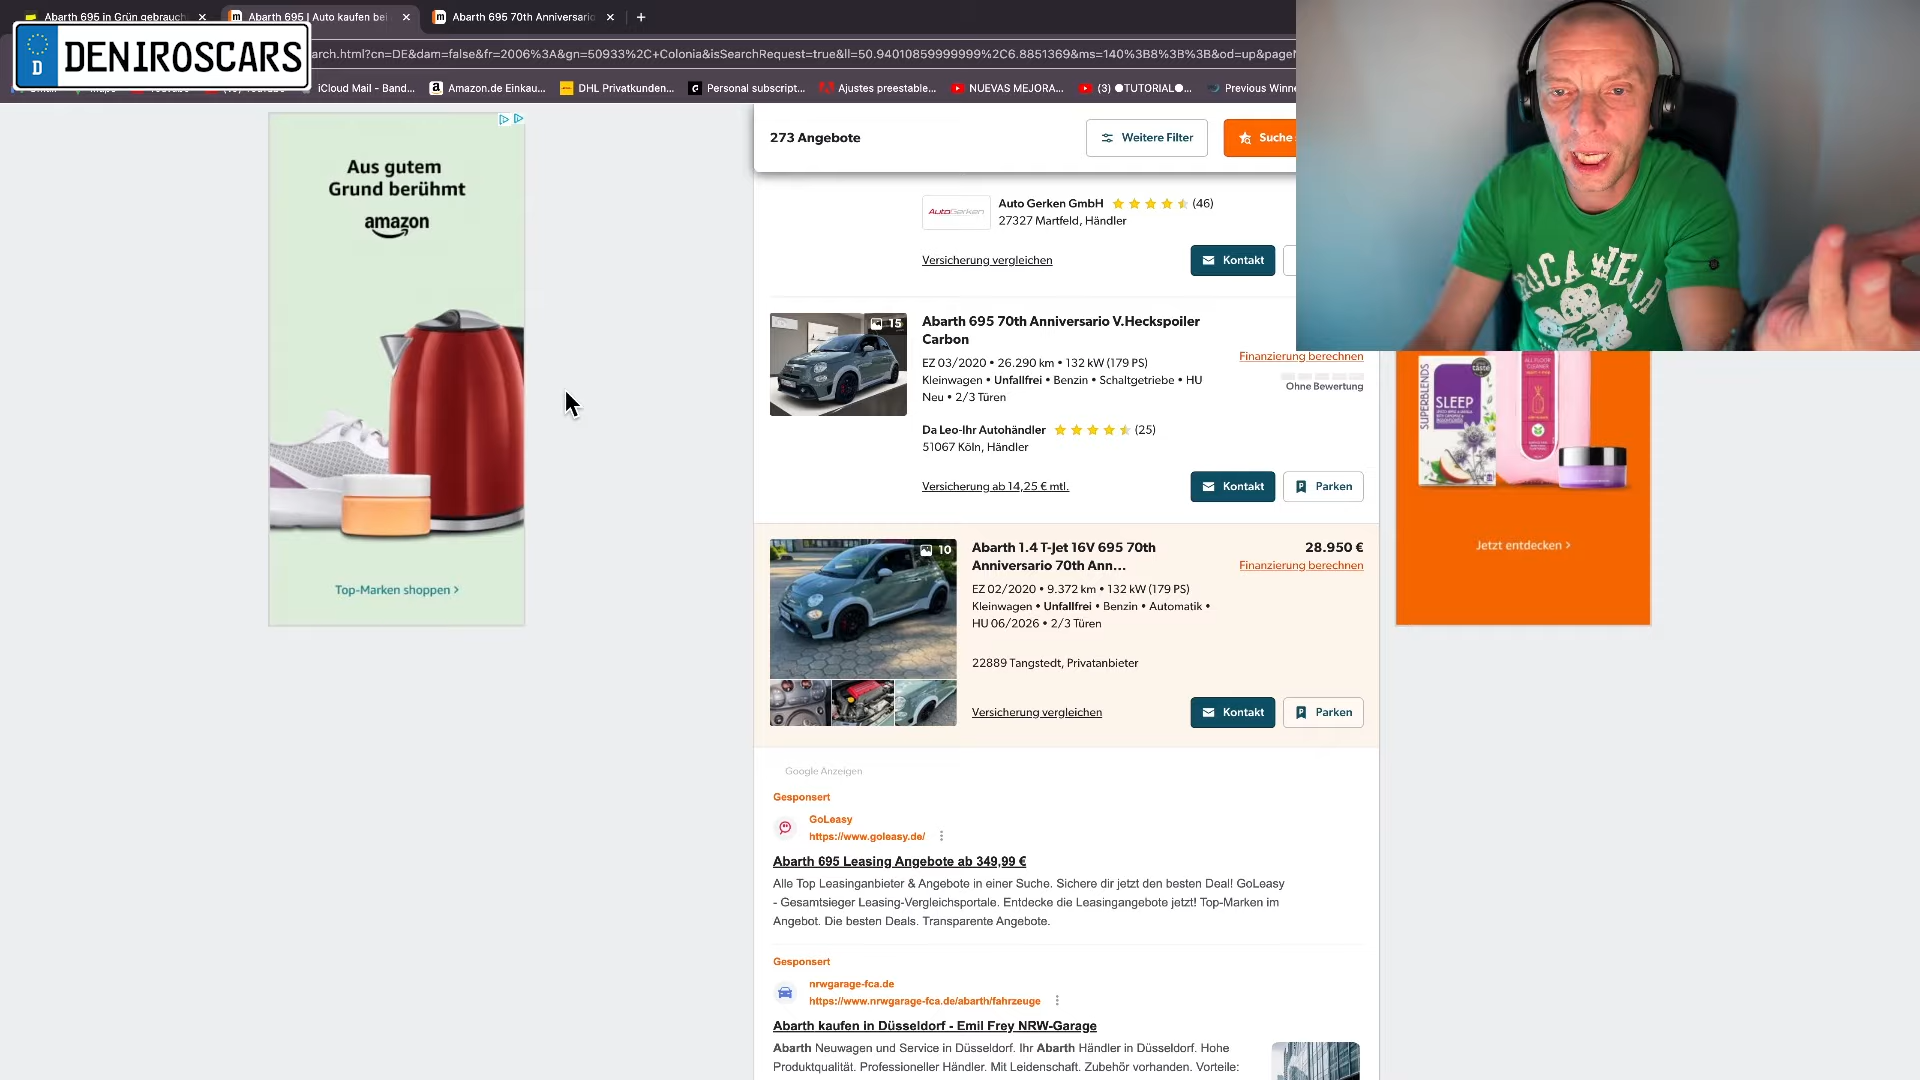 Abarth 695 in Grün gebrauch
Abarth 695 | Auto kaufen bei
Abarth 695 70th Anniversario
D
DENIROSCARS
arch.html?cn=DE&dam=false&fr=2006%3A&gn=50933%2C+Colonia&isSearchRequest=true&ll=50.94010859999999%2C6.8851369&ms=140%3B8%3B%3B&od=up&pageN
iCloud Mail - Band...
Amazon.de Einkau...
DHL Privatkunden...
Personal subscript...
Ajustes preestable...
NUEVAS MEJORA...
(3) ●TUTORIAL●...
Previous Winne
273 Angebote
Weitere Filter
Suche
Aus gutem
Grund berühmt
amazon
Top-Marken shoppen >
AutoGerken
Auto Gerken GmbH (46)
27327 Martfeld, Händler
Versicherung vergleichen
Kontakt
15
Abarth 695 70th Anniversario V.Heckspoiler
Carbon
EZ 03/2020 • 26.290 km • 132 kW (179 PS)
Kleinwagen • Unfallfrei • Benzin • Schaltgetriebe • HU
Neu • 2/3 Türen
Finanzierung berechnen
Ohne Bewertung
Da Leo-Ihr Autohändler (25)
51067 Köln, Händler
Versicherung ab 14,25 € mtl.
Kontakt
Parken
10
Abarth 1.4 T-Jet 16V 695 70th
Anniversario 70th Ann...
28.950 €
Finanzierung berechnen
EZ 02/2020 • 9.372 km • 132 kW (179 PS)
Kleinwagen • Unfallfrei • Benzin • Automatik •
HU 06/2026 • 2/3 Türen
22889 Tangstedt, Privatanbieter
Versicherung vergleichen
Kontakt
Parken
Google Anzeigen
Gesponsert
GoLeasy
https://www.goleasy.de/
Abarth 695 Leasing Angebote ab 349,99 €
Alle Top Leasinganbieter & Angebote in einer Suche. Sichere dir jetzt den besten Deal! GoLeasy
- Gesamtsieger Leasing-Vergleichsportale. Entdecke die Leasingangebote jetzt! Top-Marken im
Angebot. Die besten Deals. Transparente Angebote.
Gesponsert
nrwgarage-fca.de
https://www.nrwgarage-fca.de/abarth/fahrzeuge
Abarth kaufen in Düsseldorf - Emil Frey NRW-Garage
Abarth Neuwagen und Service in Düsseldorf. Ihr Abarth Händler in Düsseldorf. Hohe
Produktqualität. Professioneller Händler. Mit Leidenschaft. Zubehör vorhanden. Vorteile:
SUPERBLENDS
SLEEP
Jetzt entdecken >